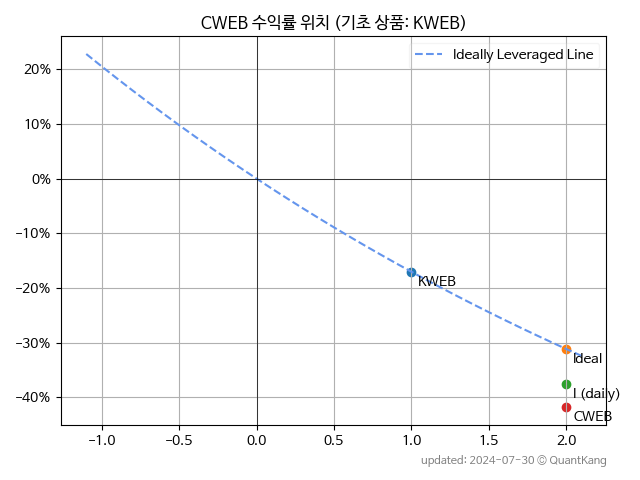 CWEB 수익률 위치 (기초 상품: KWEB)
Ideally Leveraged Line
20%
10%
0%
−10%
−20%
−30%
−40%
KWEB
Ideal
I (daily)
CWEB
−1.0 −0.5 0.0 0.5 1.0 1.5 2.0
updated: 2024-07-30 © QuantKang